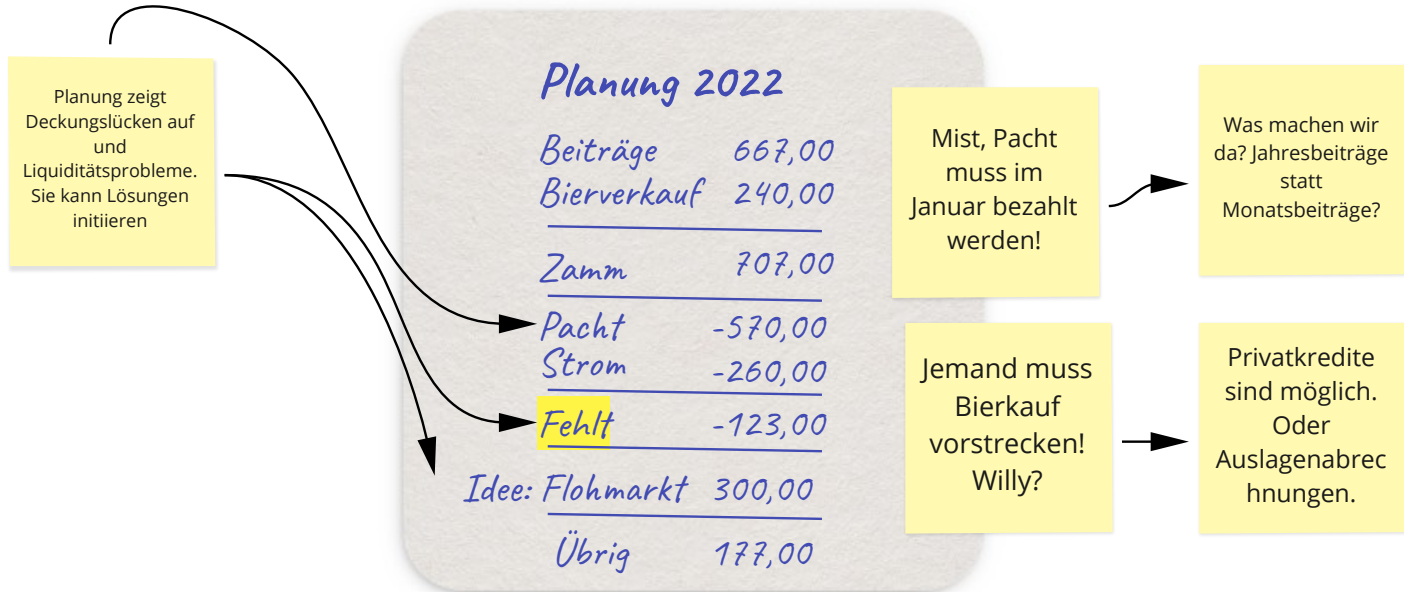 Planung zeigt
Deckungslücken auf
und
Liquiditätsprobleme.
Sie kann Lösungen
initiieren
Planung 2022
Beiträge 667,00
Bierverkauf 240,00
Zamm 707,00
Pacht -570,00
Strom -260,00
Fehlt -123,00
Idee: Flohmarkt 300,00
Übrig 177,00
Mist, Pacht
muss im
Januar bezahlt
werden!
Was machen wir
da? Jahresbeiträge
statt
Monatsbeiträge?
Jemand muss
Bierkauf
vorstrecken!
Willy?
Privatkredite
sind möglich.
Oder
Auslagenabrec
hnungen.